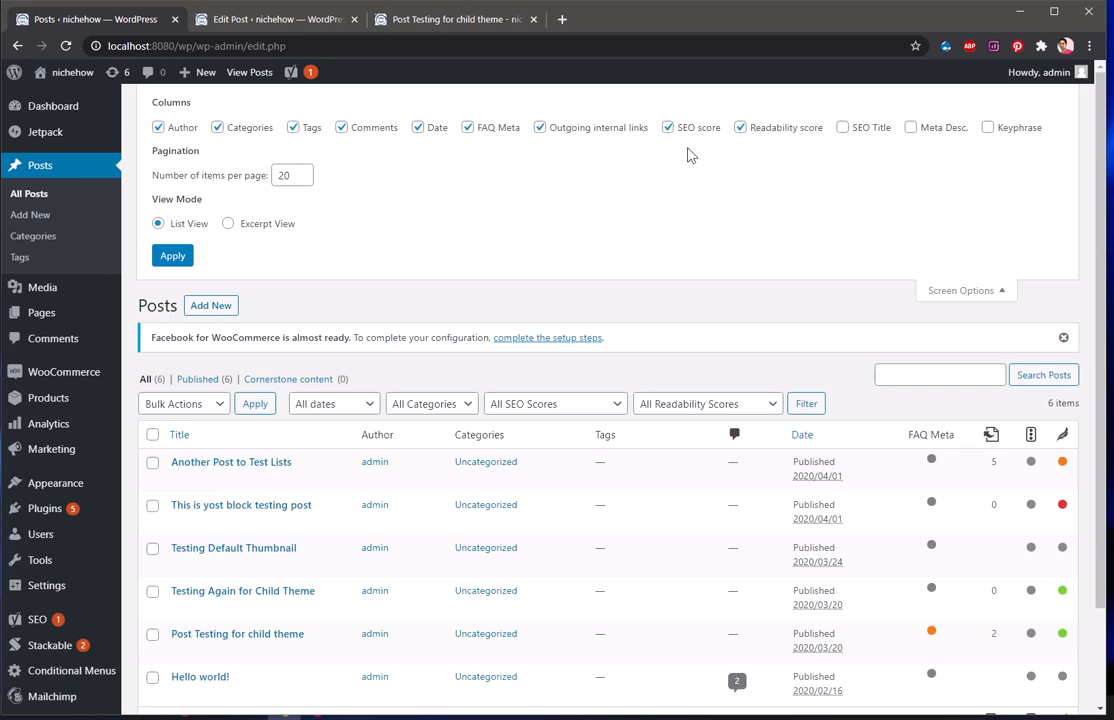 Posts ‹ nichehow — WordPress
Edit Post ‹ nichehow — WordPre
Post Testing for child theme - nic
localhost:8080/wp/wp-admin/edit.php
ABP
nichehow
6
0
New
View Posts
1
Howdy, admin
Dashboard
Jetpack
Posts
All Posts
Add New
Categories
Tags
Media
Pages
Comments
WooCommerce
Products
Analytics
Marketing
Appearance
Plugins 5
Users
Tools
Settings
SEO 1
Stackable 2
Conditional Menus
Mailchimp
Columns
Author Categories Tags Comments Date FAQ Meta Outgoing internal links SEO score Readability score SEO Title Meta Desc. Keyphrase
Pagination
Number of items per page: 20
View Mode
List View Excerpt View
Apply
Screen Options
Posts Add New
Facebook for WooCommerce is almost ready. To complete your configuration, complete the setup steps.
All (6) | Published (6) | Cornerstone content (0)
Search Posts
Bulk Actions Apply All dates All Categories All SEO Scores All Readability Scores Filter 6 items
Title Author Categories Tags Date FAQ Meta
Another Post to Test Lists admin Uncategorized — — Published 5
2020/04/01
This is yost block testing post admin Uncategorized — — Published 0
2020/04/01
Testing Default Thumbnail admin Uncategorized — — Published
2020/03/24
Testing Again for Child Theme admin Uncategorized — — Published 0
2020/03/20
Post Testing for child theme admin Uncategorized — — Published 2
2020/03/20
Hello world! admin Uncategorized — 2 Published
2020/02/16